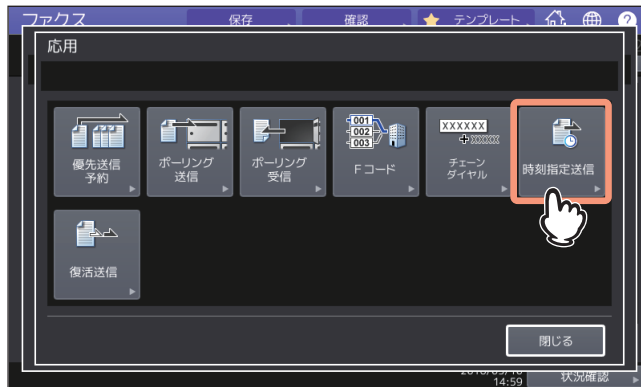 ファクス
保存
確認
テンプレート
?
応用
優先送信
予約
ポーリング
送信
ポーリング
受信
001
002
003
Fコード
XXXXXX
+XXXXXX
チェーン
ダイヤル
時刻指定送信
復活送信
閉じる
14:59
状況確認